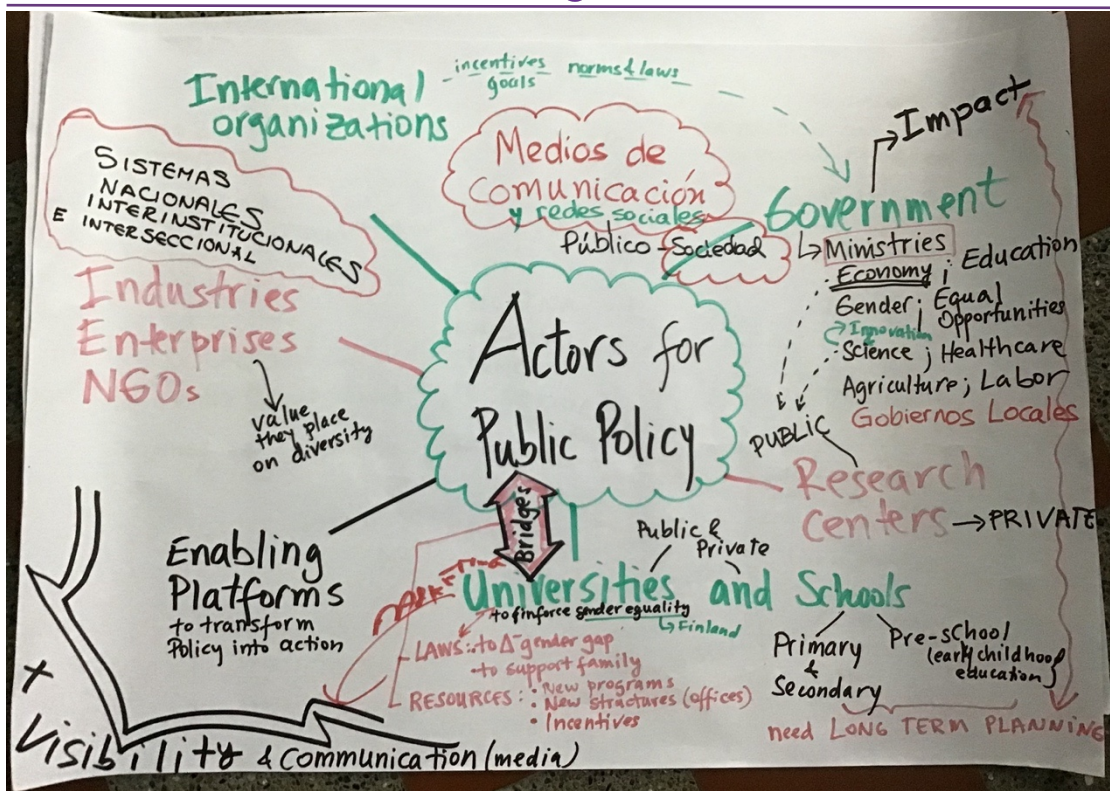 International
organizations
incentives norms & laws
goals
Impact
SISTEMAS
NACIONALES
INTERINSTITUCIONALES
E INTERSECCIONAL
Medios de
comunicación
y redes sociales
Público - Sociedad
Government
Ministries
Economy; Education
Gender; Equal
Opportunities
Innovation
Science; Healthcare
Agriculture; Labor
Gobiernos Locales
Industries
Enterprises
NGOs
value
they place
on diversity
Actors for
Public Policy
PUBLIC
Research
centers → PRIVATE
Bridges
Enabling
Platforms
to transform
Policy into action
Public &
Private
Universities and Schools
to finforce gender equality
Finland
LAWS: to Δ gender gap
to support family
RESOURCES: • New programs
• New structures (offices)
• Incentives
Primary
&
Secondary
Pre-school
(early childhood
education)
need LONG TERM PLANNING
+ Visibility & communication (media)